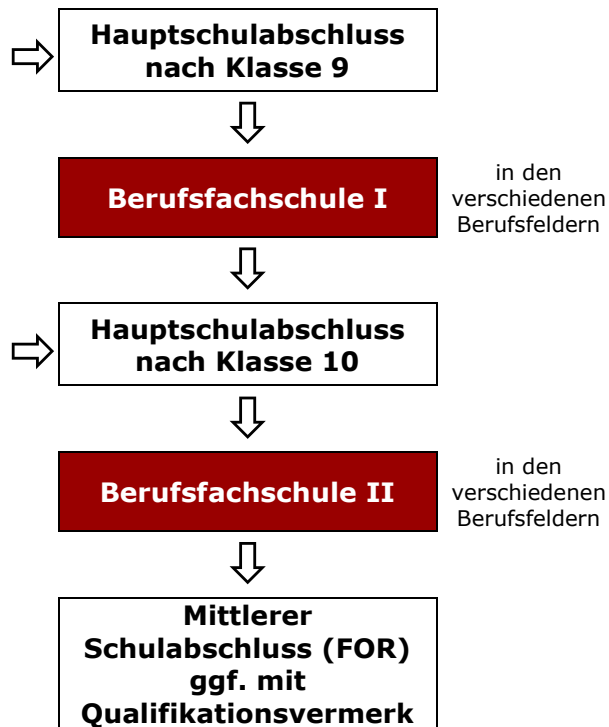 Hauptschulabschluss
nach Klasse 9
Berufsfachschule I
in den
verschiedenen
Berufsfeldern
Hauptschulabschluss
nach Klasse 10
Berufsfachschule II
in den
verschiedenen
Berufsfeldern
Mittlerer
Schulabschluss (FOR)
ggf. mit
Qualifikationsvermerk